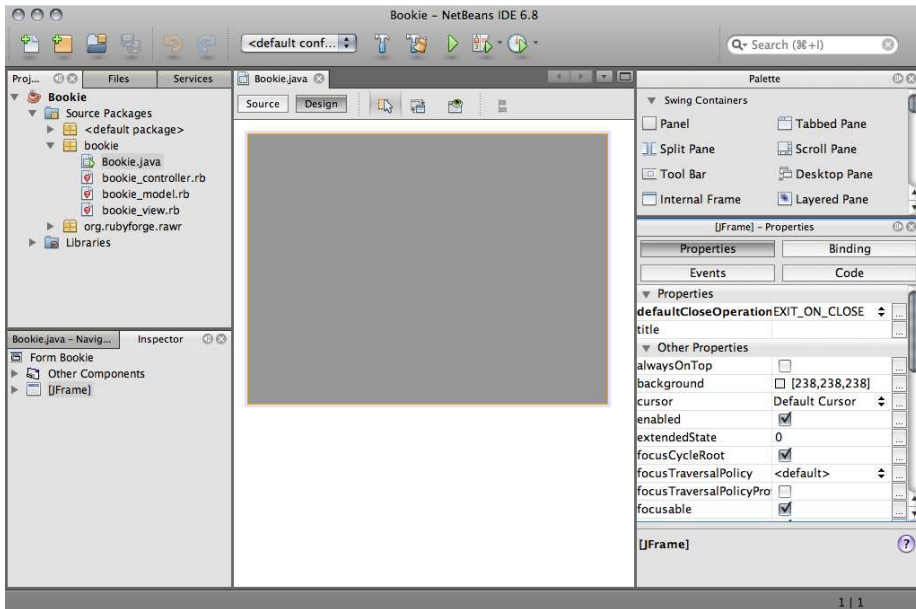 Bookie – NetBeans IDE 6.8
<default conf...
Search (⌘+I)
Proj...
Files
Services
Bookie
Source Packages
<default package>
bookie
Bookie.java
bookie_controller.rb
bookie_model.rb
bookie_view.rb
org.rubyforge.rawr
Libraries
Bookie.java – Navig...
Inspector
Form Bookie
Other Components
[JFrame]
Bookie.java
Source
Design
Palette
Swing Containers
Panel
Tabbed Pane
Split Pane
Scroll Pane
Tool Bar
Desktop Pane
Internal Frame
Layered Pane
[JFrame] – Properties
Properties
Binding
Events
Code
Properties
defaultCloseOperation EXIT_ON_CLOSE ...
title ...
Other Properties
alwaysOnTop ...
background [238,238,238] ...
cursor Default Cursor ...
enabled ...
extendedState 0 ...
focusCycleRoot ...
focusTraversalPolicy <default> ...
focusTraversalPolicyPro ...
focusable ...
[JFrame]
?
1 | 1